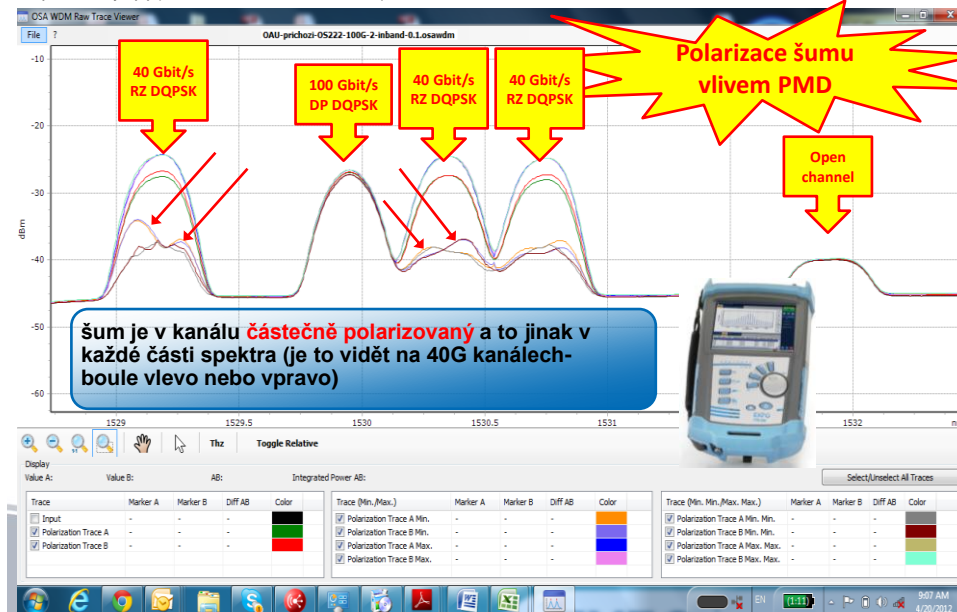 OSA WDM Raw Trace Viewer
File ?
OAU-prichozi-OS222-100G-2-inband-0.1.osawdm
Polarizace šumu
vlivem PMD
40 Gbit/s
RZ DQPSK
100 Gbit/s
DP DQPSK
40 Gbit/s
RZ DQPSK
40 Gbit/s
RZ DQPSK
Open
channel
-10
-20
-30
dBm
-40
-50
-60
šum je v kanálu částečně polarizovaný a to jinak v
každé části spektra (je to vidět na 40G kanálech-
boule vlevo nebo vpravo)
1529 1529.5 1530 1530.5 1531 1532
Thz Toggle Relative
Display
Value A: Value B: AB: Integrated Power AB:
Select/Unselect All Traces
Trace Marker A Marker B Diff AB Color
Input - - -
Polarization Trace A - - -
Polarization Trace B - - -
Trace (Min./Max.) Marker A Marker B Diff AB Color
Polarization Trace A Min. - - -
Polarization Trace B Min. - - -
Polarization Trace A Max. - - -
Polarization Trace B Max. - - -
Trace (Min. Min./Max. Max.) Marker A Marker B Diff AB Color
Polarization Trace A Min. Min. - - -
Polarization Trace B Min. Min. - - -
Polarization Trace A Max. Max. - - -
Polarization Trace B Max. Max. - - -
EN (1:11) 9:07 AM
4/20/2012